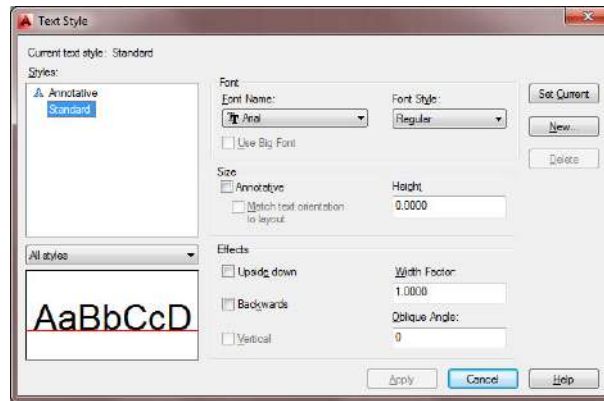 Text Style
Current text style: Standard
Styles:
Annotative
Standard
All styles
AaBbCcD
Font
Font Name:
Arial
Font Style:
Regular
Use Big Font
Size
Annotative
Match text orientation
to layout
Height
0.0000
Effects
Upside down
Backwards
Vertical
Width Factor:
1.0000
Oblique Angle:
0
Set Current
New...
Delete
Apply
Cancel
Help